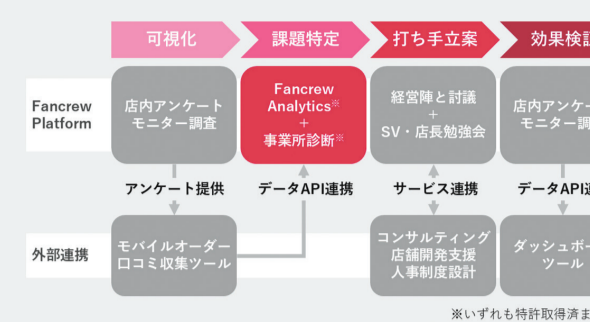 可視化
課題特定
打ち手立案
効果検証
Fancrew
Platform
店内アンケート
モニター調査
Fancrew
Analytics※
+
事業所診断※
経営陣と討議
+
SV・店長勉強会
店内アンケー
モニター調
アンケート提供
データAPI連携
サービス連携
データAPI連
外部連携
モバイルオーダー
口コミ収集ツール
コンサルティング
店舗開発支援
人事制度設計
ダッシュボー
ツール
※いずれも特許取得済ま